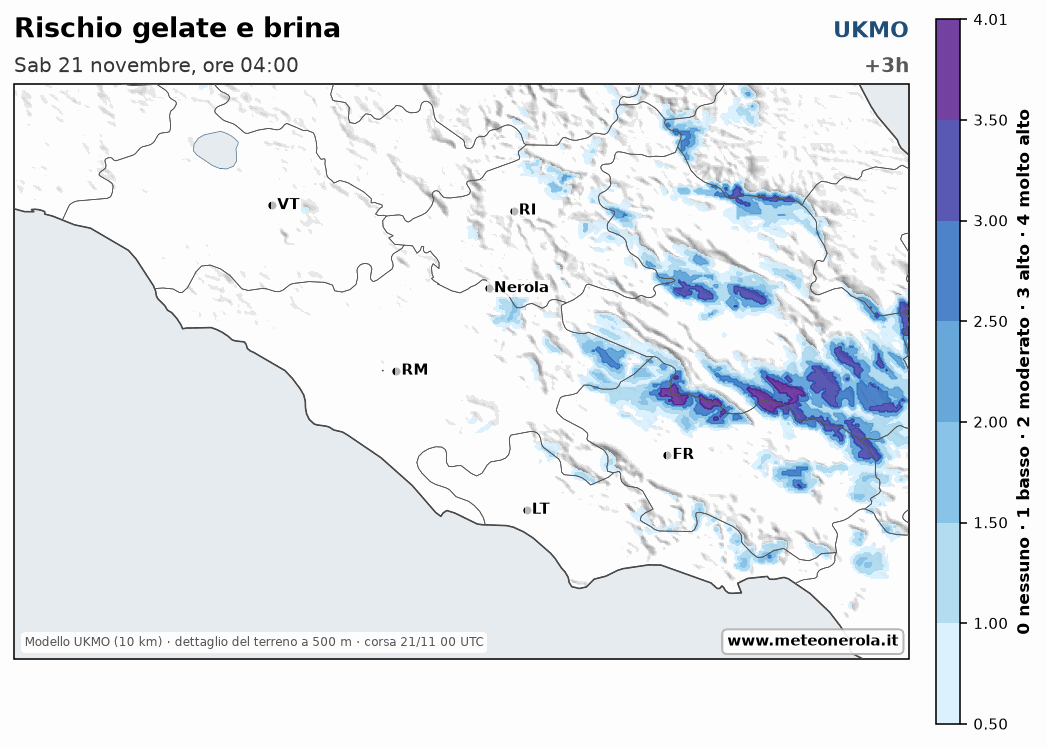 Rischio gelate e brina
UKMO
Sab 21 novembre, ore 04:00
+3h
VT
RI
Nerola
RM
FR
LT
Modello UKMO (10 km) · dettaglio del terreno a 500 m · corsa 21/11 00 UTC
www.meteonerola.it
4.01
3.50
3.00
2.50
2.00
1.50
1.00
0.50
0 nessuno · 1 basso · 2 moderato · 3 alto · 4 molto alto